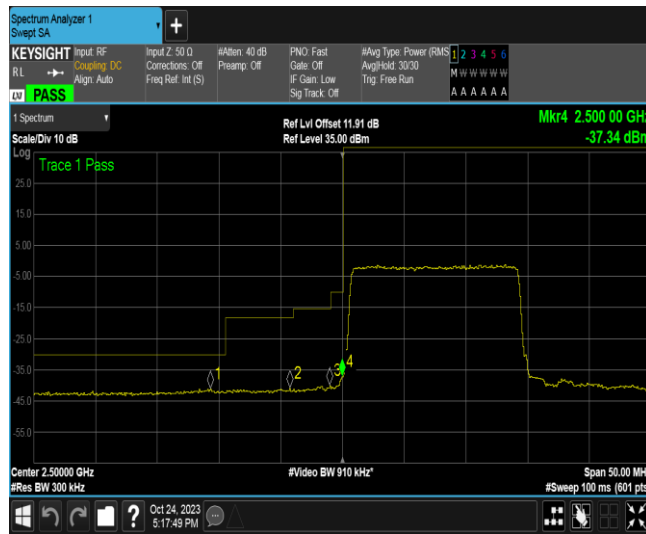 Spectrum Analyzer 1
Swept SA
+
KEYSIGHT
RL
LXI PASS
Input: RF
Coupling: DC
Align: Auto
Input Z: 50 Ω
Corrections: Off
Freq Ref: Int (S)
#Atten: 40 dB
Preamp: Off
PNO: Fast
Gate: Off
IF Gain: Low
Sig Track: Off
#Avg Type: Power (RMS
Avg|Hold: 30/30
Trig: Free Run
1 2 3 4 5 6
M W W W W W
A A A A A A
1 Spectrum
Scale/Div 10 dB
Ref Lvl Offset 11.91 dB
Ref Level 35.00 dBm
Mkr4 2.500 00 GHz
-37.34 dBm
Log
Trace 1 Pass
25.0
15.0
5.00
-5.00
-15.0
-25.0
-35.0
-45.0
-55.0
1
2
3
4
Center 2.50000 GHz
#Res BW 300 kHz
#Video BW 910 kHz*
Span 50.00 MH
#Sweep 100 ms (601 pts
?
Oct 24, 2023
5:17:49 PM